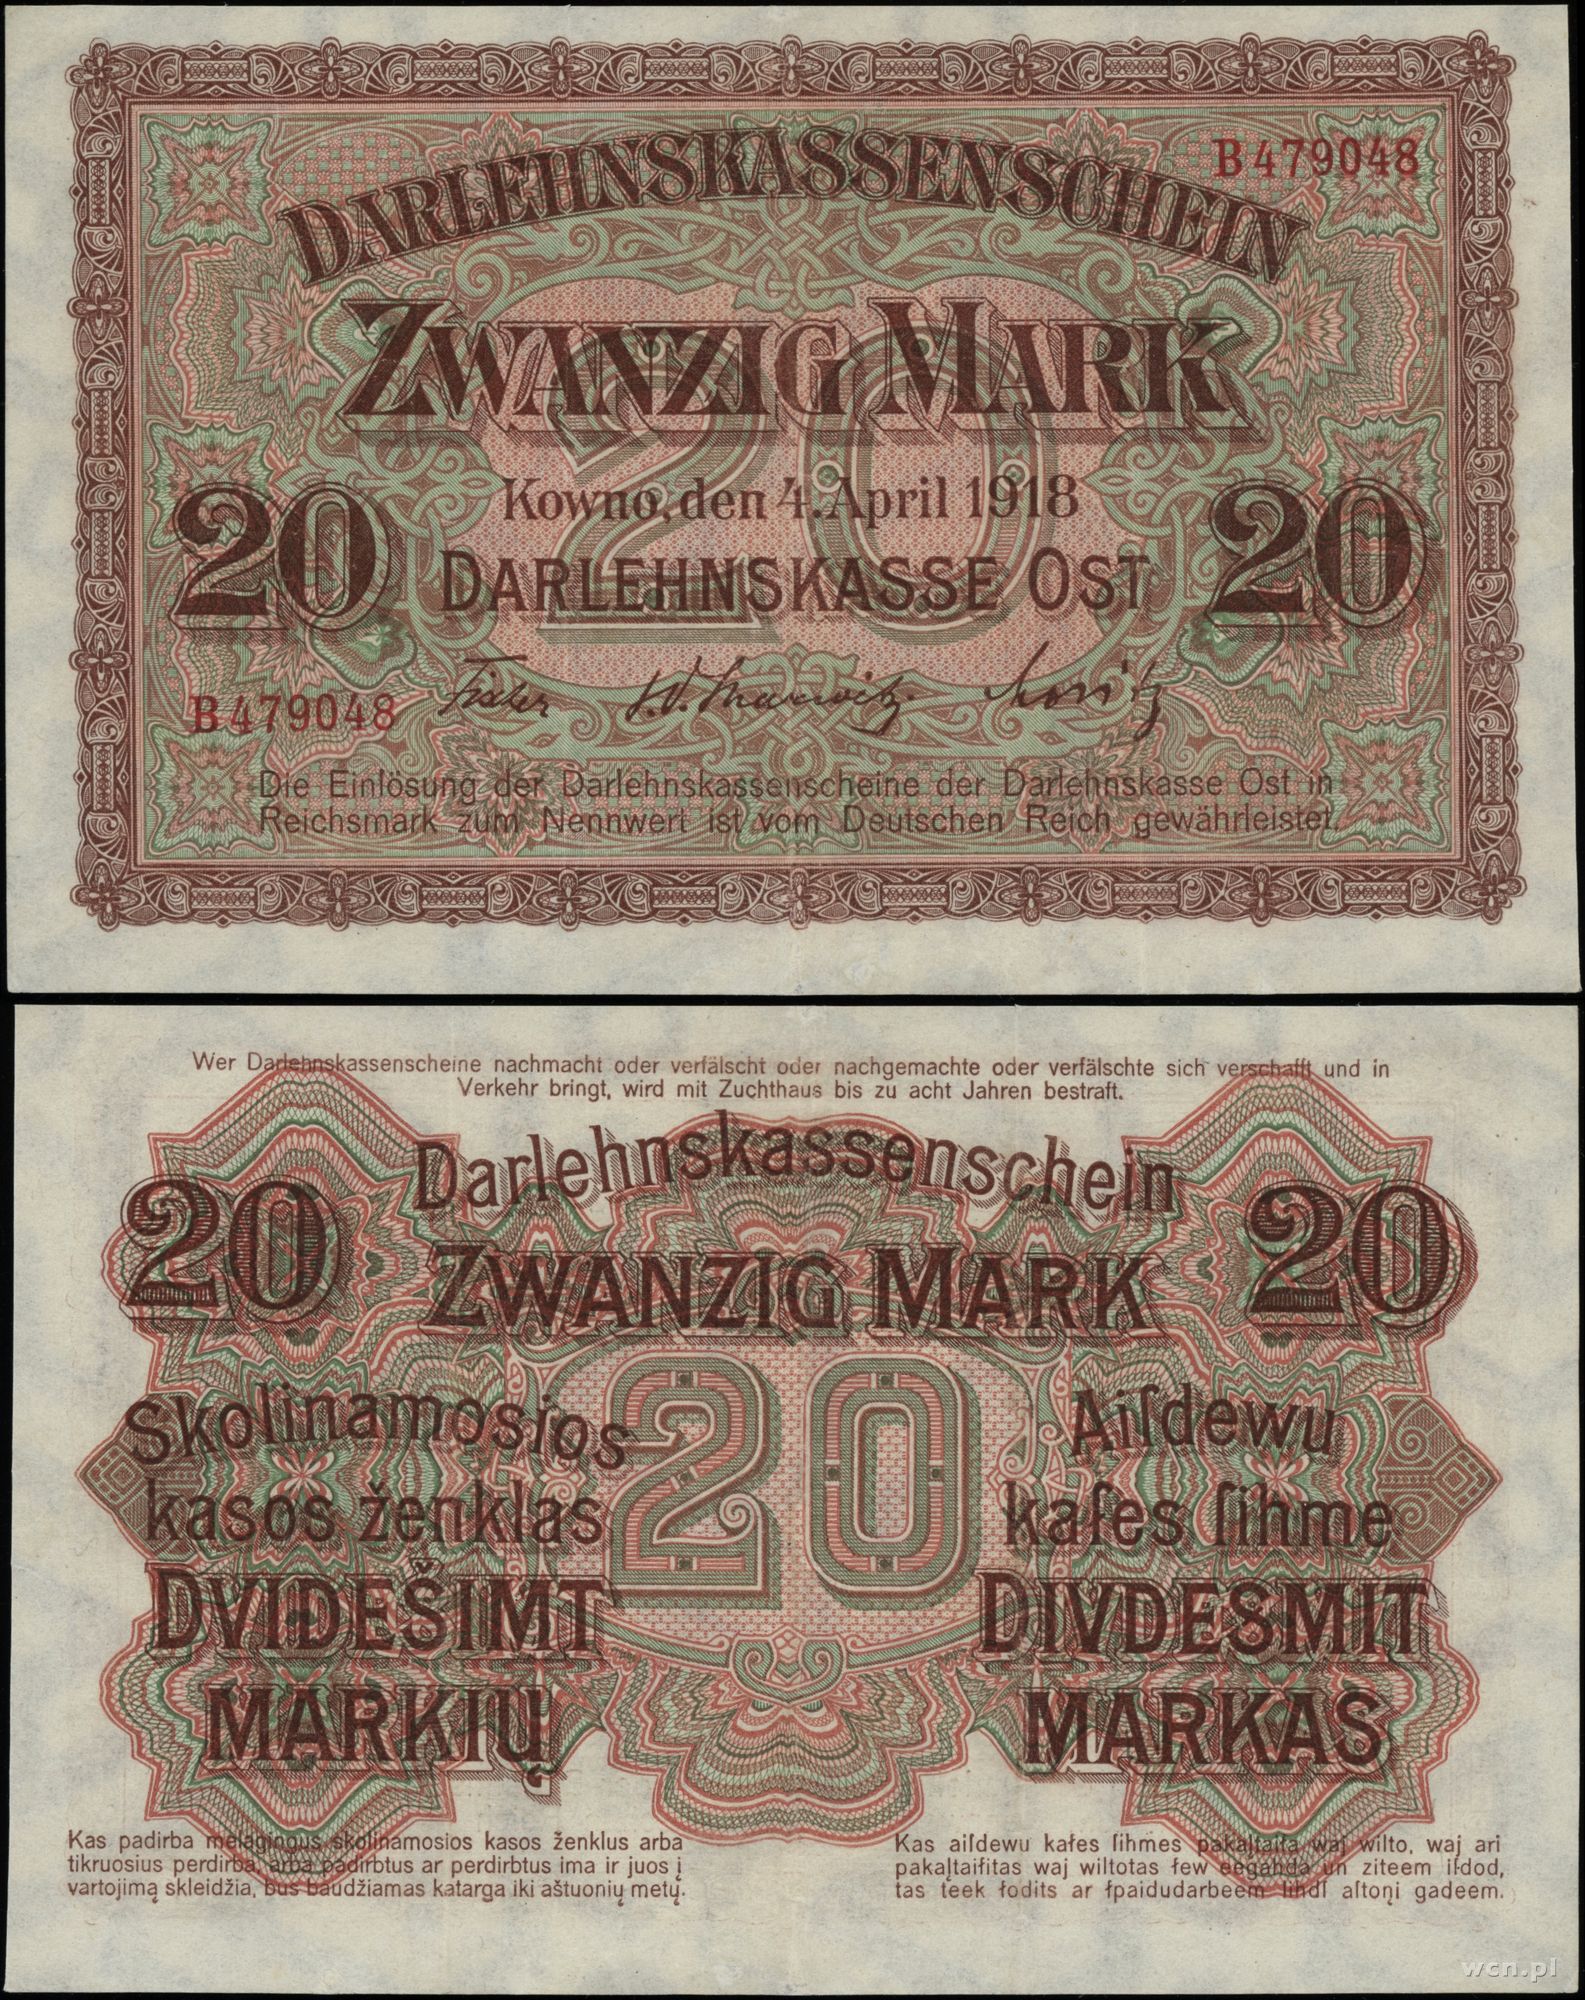 DARLEHNSKASSENSCHEIN
B479048
ZWANZIG MARK
20
Kowno, den 4. April 1918
20 20
DARLEHNSKASSE OST
B479048
Die Einlösung der Darlehnskassenscheine der Darlehnskasse Ost in
Reichsmark zum Nennwert ist vom Deutschen Reich gewährleistet.
Wer Darlehnskassenscheine nachmacht oder verfälscht oder nachgemachte oder verfälschte sich verschafft und in
Verkehr bringt, wird mit Zuchthaus bis zu acht Jahren bestraft.
Darlehnskassenschein
20 ZWANZIG MARK 20
20
Skolinamosios
kasos ženklas
DVIDEŠIMT
MARKIŲ
Aiſdewu
kaſes ſihme
DIVDESMIT
MARKAS
Kas padirba melagingus skolinamosios kasos ženklus arba
tikruosius perdirba, arba padirbtus ar perdirbtus ima ir juos į
vartojimą skleidžia, bus baudžiamas katarga iki aštuonių metų.
Kas aiſdewu kaſes ſihmes pakaļtaiſa waj wilto, waj ari
pakaļtaiſitas waj wiltotas ſew eegahda un ziteem iſdod,
tas teek ſodits ar ſpaidudarbeem lihdſ aſtoņi gadeem.
wcn.pl